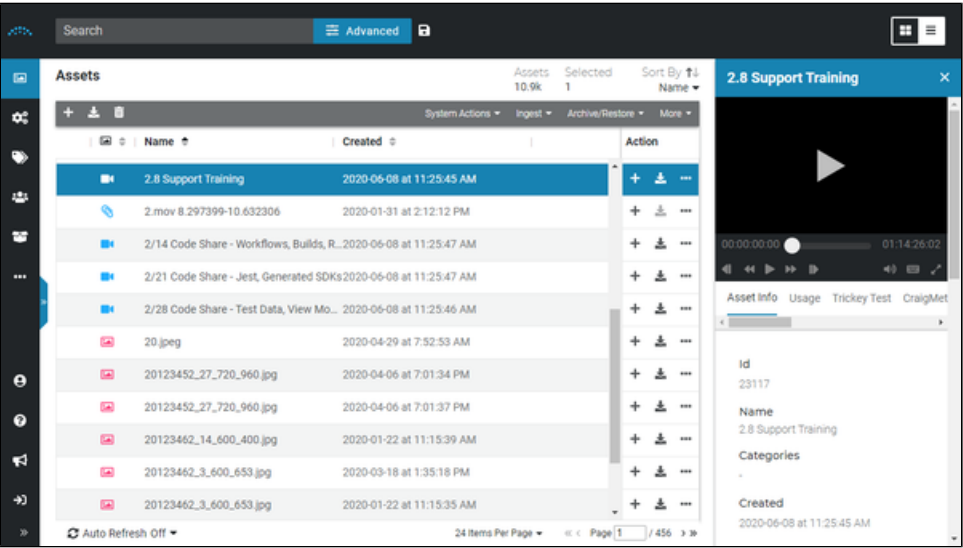 Search
Advanced
Assets
Assets
10.9k
Selected
1
Sort By
Name
System Actions
Ingest
Archive/Restore
More
Name
Created
Action
2.8 Support Training 2020-06-08 at 11:25:45 AM
2.mov 8.297399-10.632306 2020-01-31 at 2:12:12 PM
2/14 Code Share - Workflows, Builds, R... 2020-06-08 at 11:25:47 AM
2/21 Code Share - Jest, Generated SDKs 2020-06-08 at 11:25:47 AM
2/28 Code Share - Test Data, View Mo... 2020-06-08 at 11:25:46 AM
20.jpeg 2020-04-29 at 7:52:53 AM
20123452_27_720_960.jpg 2020-04-06 at 7:01:34 PM
20123452_27_720_960.jpg 2020-04-06 at 7:01:37 PM
20123462_14_600_400.jpg 2020-01-22 at 11:15:39 AM
20123462_3_600_653.jpg 2020-03-18 at 1:35:18 PM
20123462_3_600_653.jpg 2020-01-22 at 11:15:35 AM
Auto Refresh Off
24 Items Per Page
Page 1 / 456
2.8 Support Training
00:00:00:00
01:14:26:02
Asset Info Usage Trickey Test CraigMet
Id
23117
Name
2.8 Support Training
Categories
-
Created
2020-06-08 at 11:25:45 AM